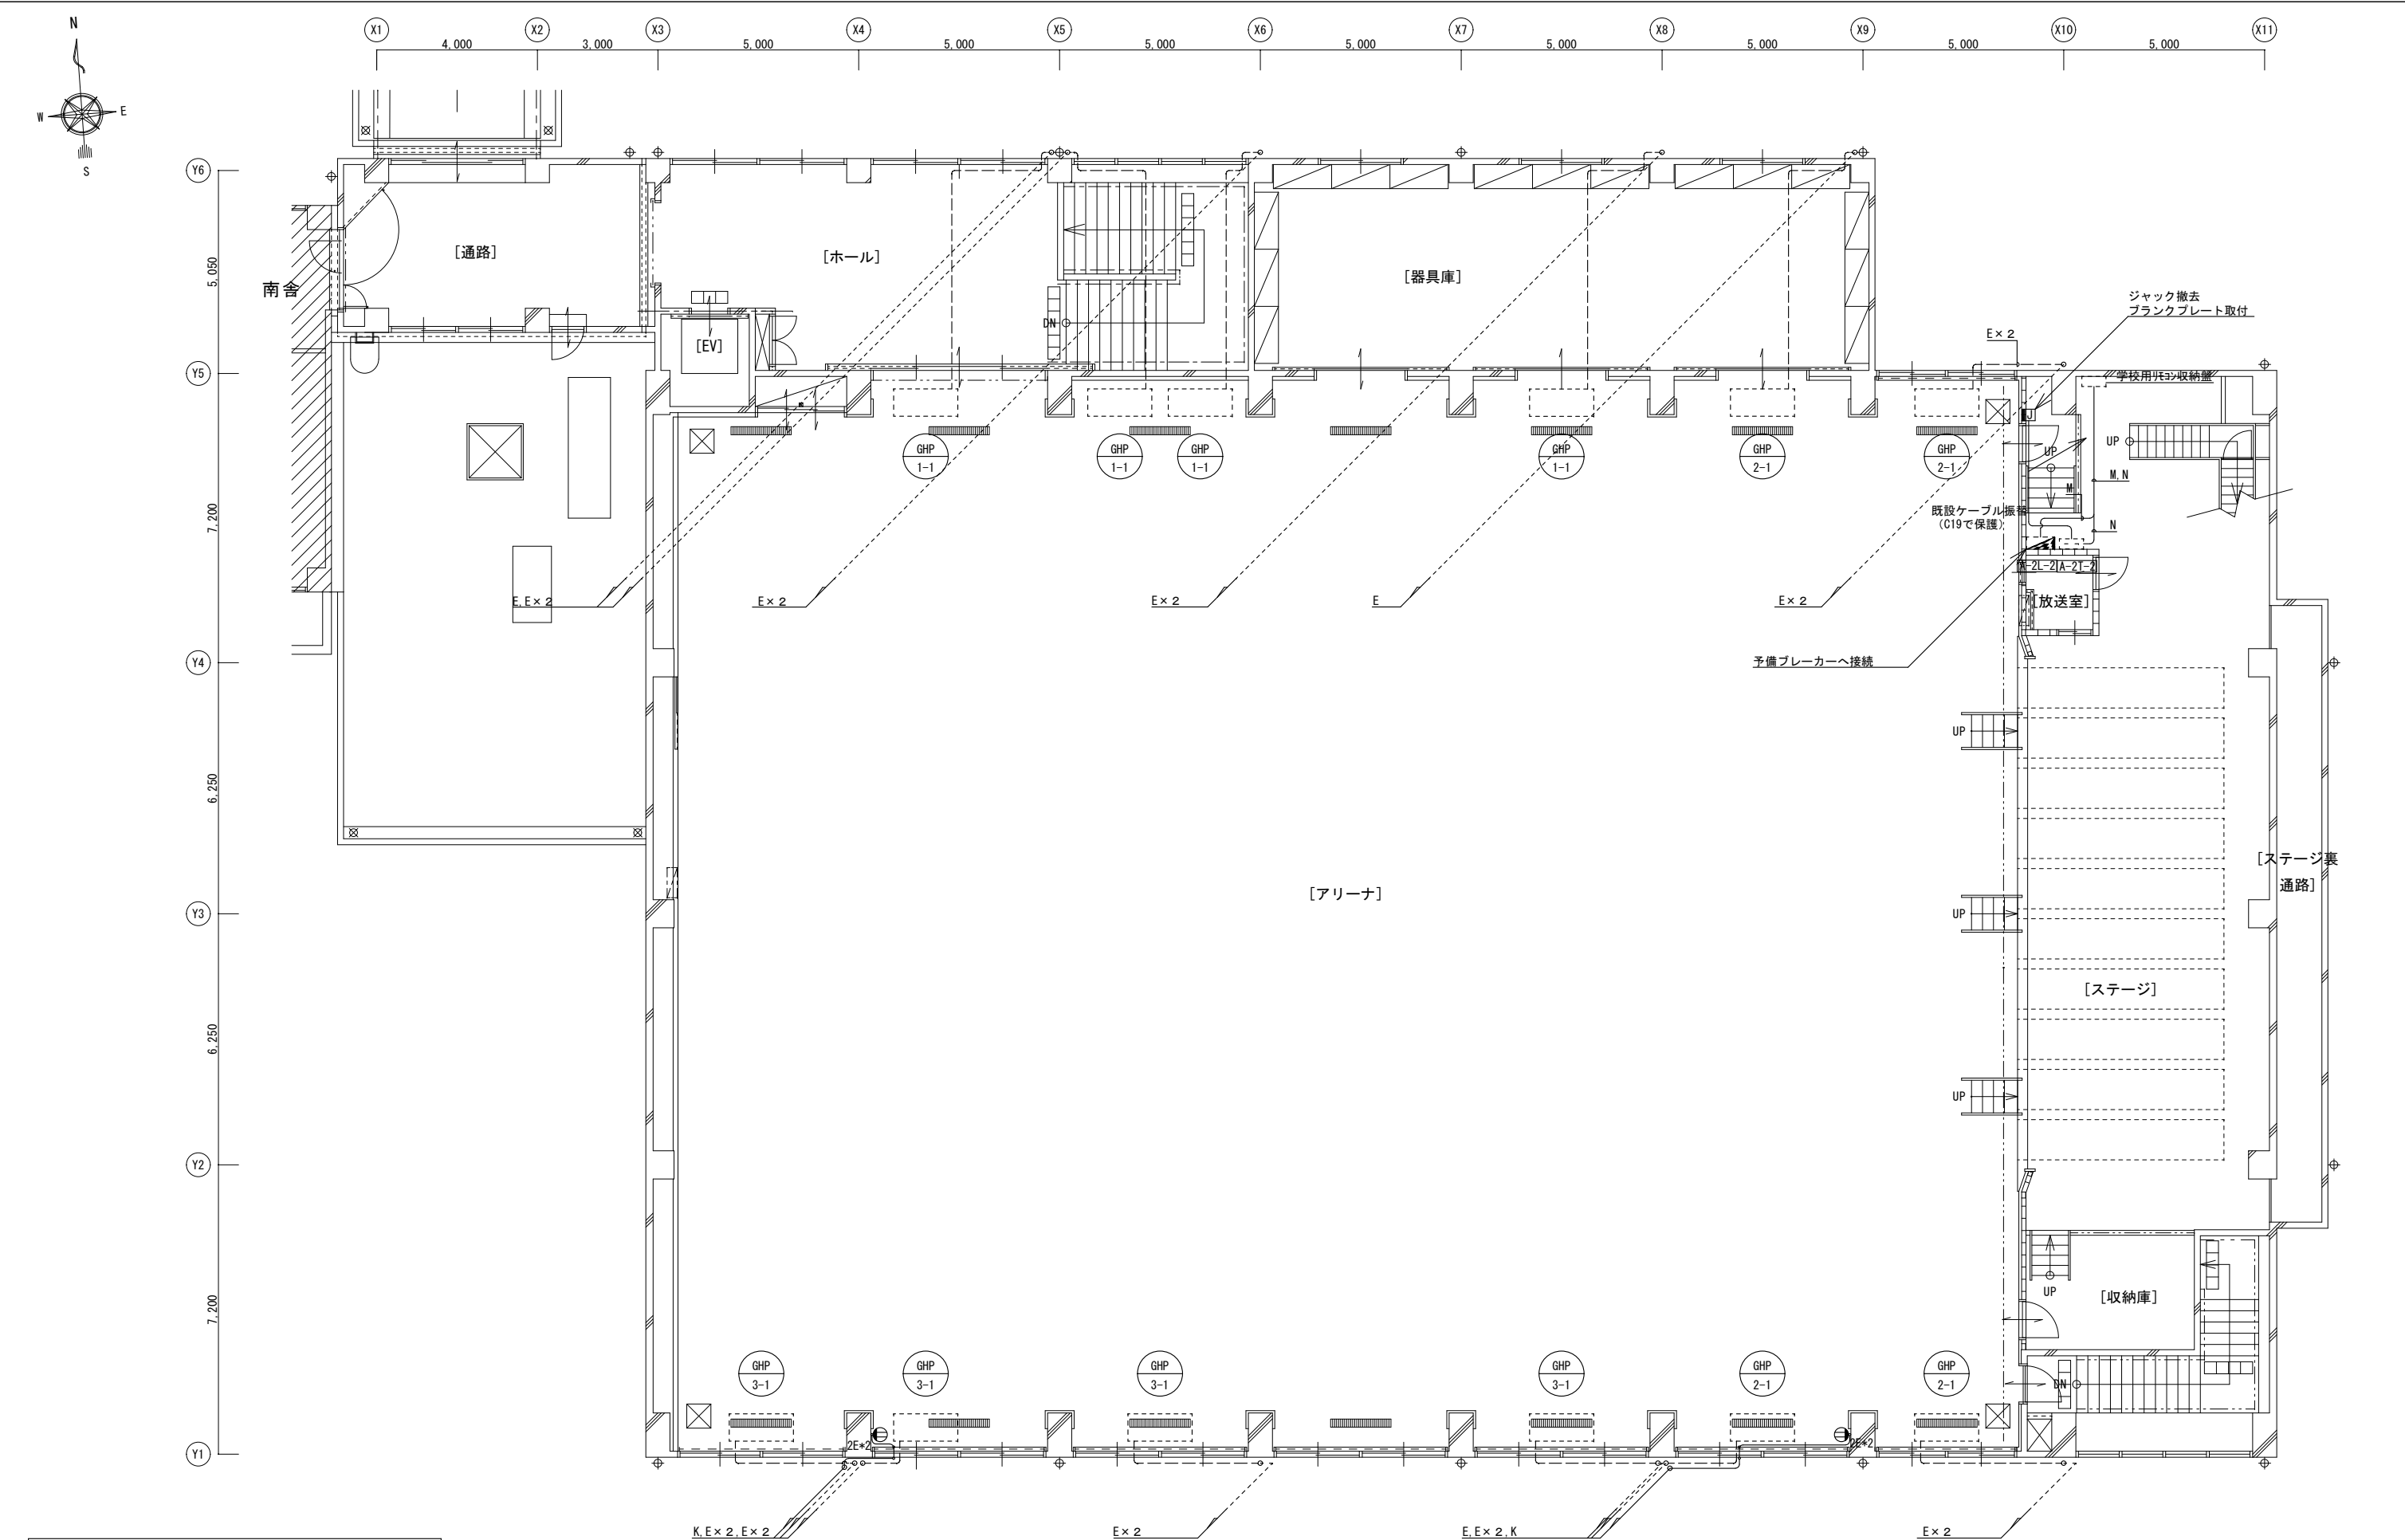 N
W
E
S
X1
X2
X3
X4
X5
X6
X7
X8
X9
X10
X11
4,000
3,000
5,000
5,000
5,000
5,000
5,000
5,000
5,000
5,000
Y6
5,050
Y5
7,200
Y4
6,250
Y3
6,250
Y2
7,200
Y1
南舎
[通路]
[ホール]
[器具庫]
[EV]
DN
ジャック撤去
ブランクプレート取付
E×2
学校用ﾘﾓｺﾝ収納盤
J
UP
UP
M,N
M
N
既設ケーブル振替
(C19で保護)
A-2L-2
A-2T-2
[放送室]
予備ブレーカーへ接続
GHP
1-1
GHP
1-1
GHP
1-1
GHP
1-1
GHP
2-1
GHP
2-1
E,E×2
E×2
E×2
E
E×2
UP
UP
UP
[アリーナ]
[ステージ]
[ステージ裏
通路]
UP
[収納庫]
DN
GHP
3-1
GHP
3-1
GHP
3-1
GHP
3-1
GHP
2-1
GHP
2-1
2E*2
2E*2
K,E×2,E×2
E×2
E,E×2,K
E×2